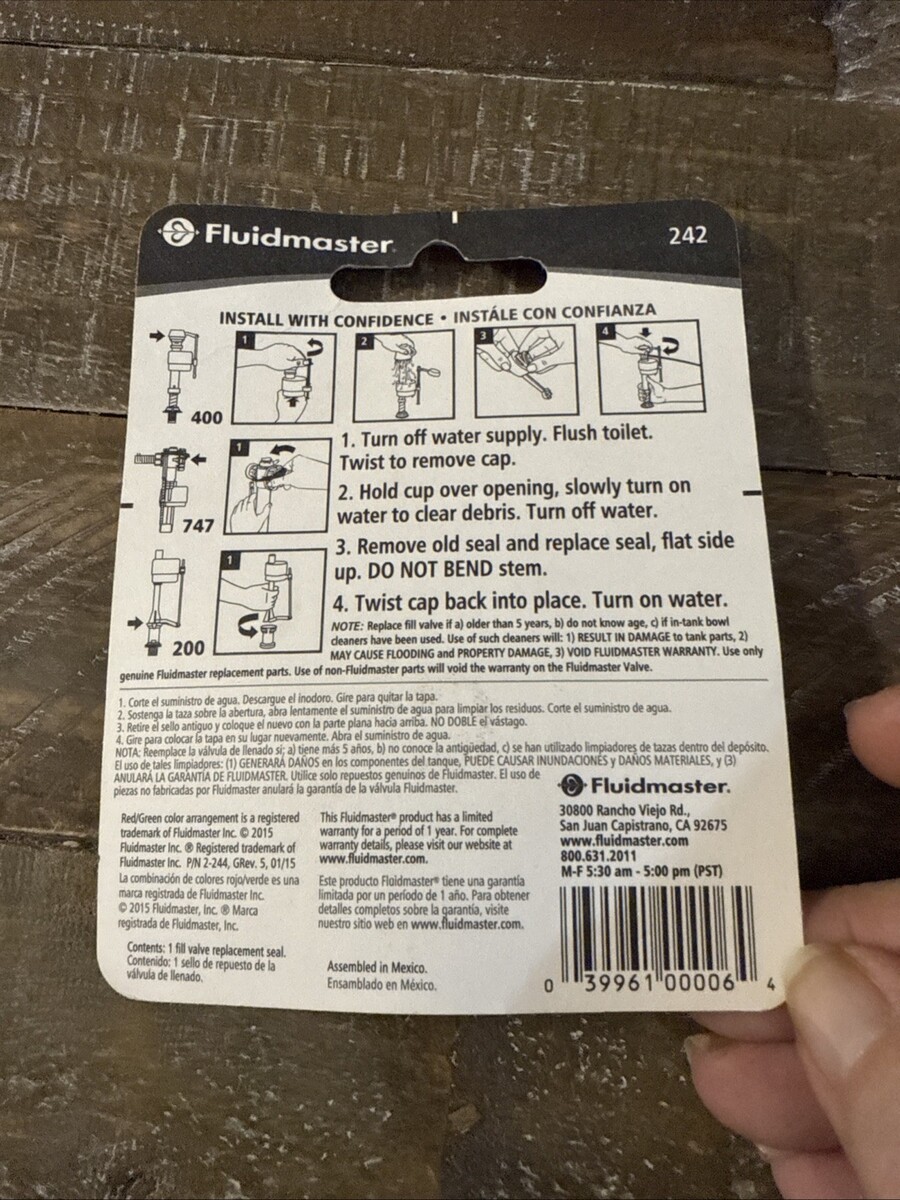 Fluidmaster®
242
INSTALL WITH CONFIDENCE • INSTÁLE CON CONFIANZA
1
2
3
4
400
1
747
1
200
1. Turn off water supply. Flush toilet.
Twist to remove cap.
2. Hold cup over opening, slowly turn on
water to clear debris. Turn off water.
3. Remove old seal and replace seal, flat side
up. DO NOT BEND stem.
4. Twist cap back into place. Turn on water.
NOTE: Replace fill valve if a) older than 5 years, b) do not know age, c) if in-tank bowl
cleaners have been used. Use of such cleaners will: 1) RESULT IN DAMAGE to tank parts, 2)
MAY CAUSE FLOODING and PROPERTY DAMAGE, 3) VOID FLUIDMASTER WARRANTY. Use only
genuine Fluidmaster replacement parts. Use of non-Fluidmaster parts will void the warranty on the Fluidmaster Valve.
1. Corte el suministro de agua. Descargue el inodoro. Gire para quitar la tapa.
2. Sostenga la taza sobre la abertura, abra lentamente el suministro de agua para limpiar los residuos. Corte el suministro de agua.
3. Retire el sello antiguo y coloque el nuevo con la parte plana hacia arriba. NO DOBLE el vástago.
4. Gire para colocar la tapa en su lugar nuevamente. Abra el suministro de agua.
NOTA: Reemplace la válvula de llenado si; a) tiene más 5 años, b) no conoce la antigüedad, c) se han utilizado limpiadores de tazas dentro del depósito.
El uso de tales limpiadores: (1) GENERARÁ DAÑOS en los componentes del tanque, PUEDE CAUSAR INUNDACIONES y DAÑOS MATERIALES, y (3)
ANULARÁ LA GARANTÍA DE FLUIDMASTER. Utilice solo repuestos genuinos de Fluidmaster. El uso de
piezas no fabricadas por Fluidmaster anulará la garantía de la válvula Fluidmaster.
Red/Green color arrangement is a registered
trademark of Fluidmaster Inc. © 2015
Fluidmaster Inc. ® Registered trademark of
Fluidmaster Inc. P/N 2-244, GRev. 5, 01/15
La combinación de colores rojo/verde es una
marca registrada de Fluidmaster Inc.
© 2015 Fluidmaster, Inc. ® Marca
registrada de Fluidmaster, Inc.
Contents: 1 fill valve replacement seal.
Contenido: 1 sello de repuesto de la
válvula de llenado.
This Fluidmaster® product has a limited
warranty for a period of 1 year. For complete
warranty details, please visit our website at
www.fluidmaster.com.
Este producto Fluidmaster® tiene una garantía
limitada por un período de 1 año. Para obtener
detalles completos sobre la garantía, visite
nuestro sitio web en www.fluidmaster.com.
Assembled in Mexico.
Ensamblado en México.
Fluidmaster.
30800 Rancho Viejo Rd.,
San Juan Capistrano, CA 92675
www.fluidmaster.com
800.631.2011
M-F 5:30 am - 5:00 pm (PST)
0 39961 00006 4